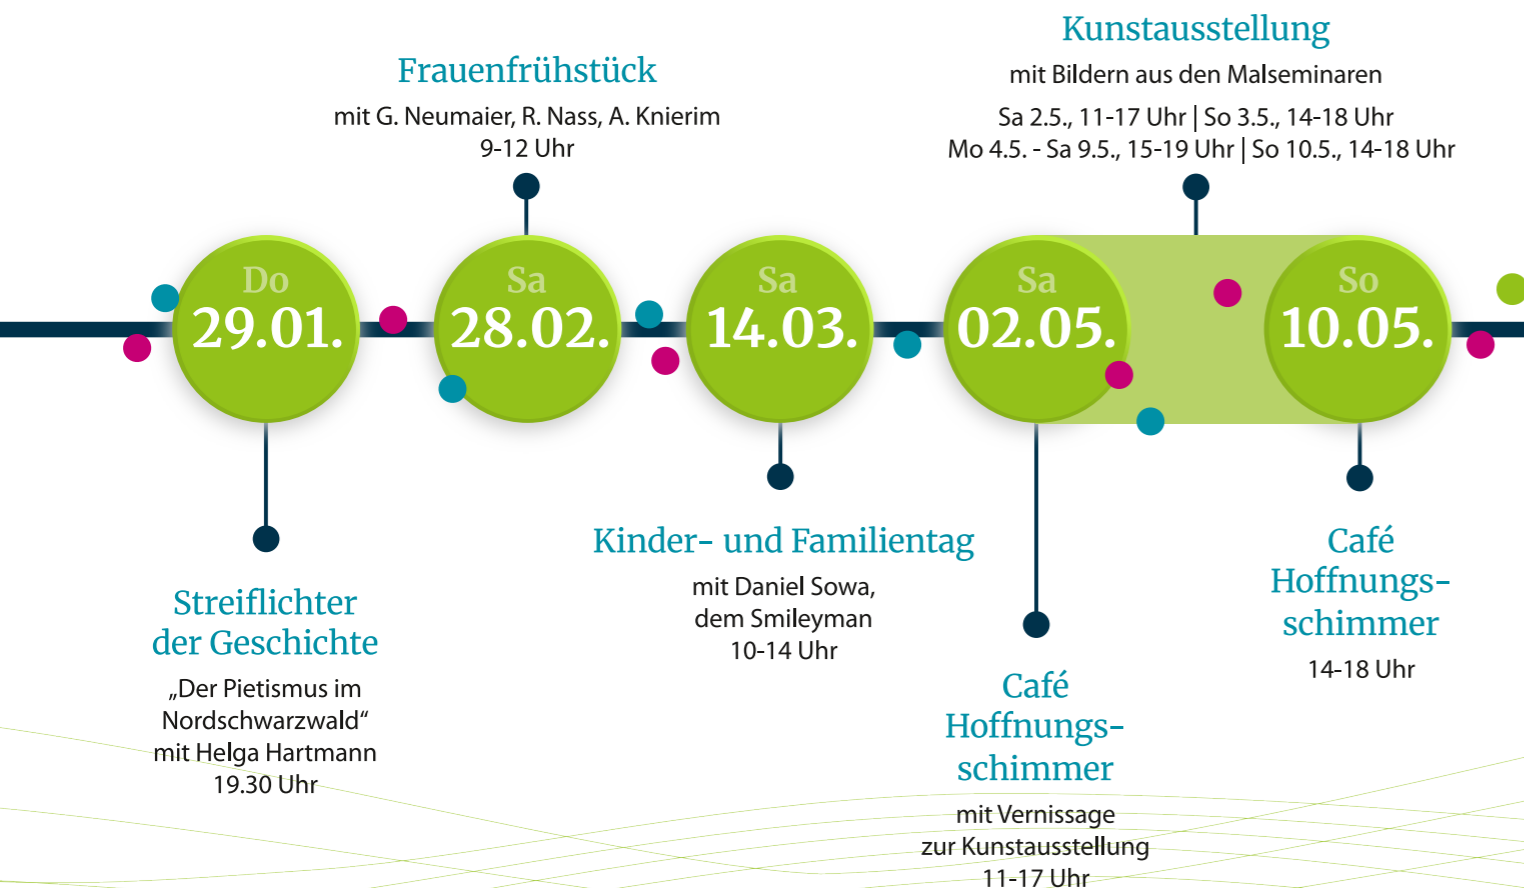 Kunstausstellung
mit Bildern aus den Malseminaren
Sa 2.5., 11-17 Uhr | So 3.5., 14-18 Uhr
Mo 4.5. - Sa 9.5., 15-19 Uhr | So 10.5., 14-18 Uhr
Frauenfrühstück
mit G. Neumaier, R. Nass, A. Knierim
9-12 Uhr
Do
29.01.
Sa
28.02.
Sa
14.03.
Sa
02.05.
So
10.05.
Streiflichter
der Geschichte
„Der Pietismus im
Nordschwarzwald“
mit Helga Hartmann
19.30 Uhr
Kinder- und Familientag
mit Daniel Sowa,
dem Smileyman
10-14 Uhr
Café
Hoffnungs-
schimmer
mit Vernissage
zur Kunstausstellung
11-17 Uhr
Café
Hoffnungs-
schimmer
14-18 Uhr